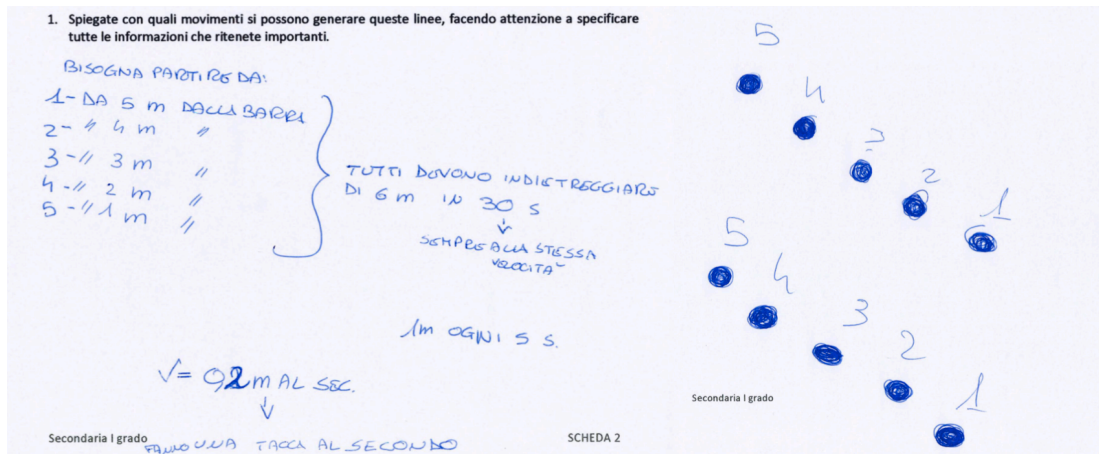 1. Spiegate con quali movimenti si possono generare queste linee, facendo attenzione a specificare
tutte le informazioni che ritenete importanti.
BISOGNA PARTIRE DA:
1- DA 5 m DALLA BARRA
2- " 4 m "
3- " 3 m "
4- " 2 m "
5- " 1 m "
TUTTI DOVONO INDIETREGGIARE
DI 6 m IN 30 S
SEMPRE ALLA STESSA
VELOCITA'
1m OGNI 5 S.
V= 0,2 m AL SEC.
FANNO UNA TACCA AL SECONDO
Secondaria I grado
SCHEDA 2
5
4
3
2
1
5
4
3
2
1
Secondaria I grado